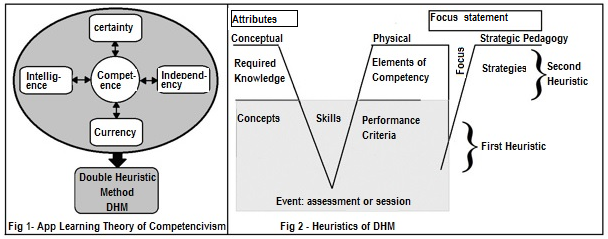 certainty
Intellig-
ence
Compet-
ence
Independ-
ency
Currency
Double Heuristic
Method
DHM
Fig 1- App Learning Theory of Competencivism
Attributes
Focus statement
Conceptual
Physical
Strategic Pedagogy
Required
Knowledge
Elements of
Competency
Focus
Strategies
Second
Heuristic
Concepts
Skills
Performance
Criteria
First Heuristic
Event: assessment or session
Fig 2 - Heuristics of DHM